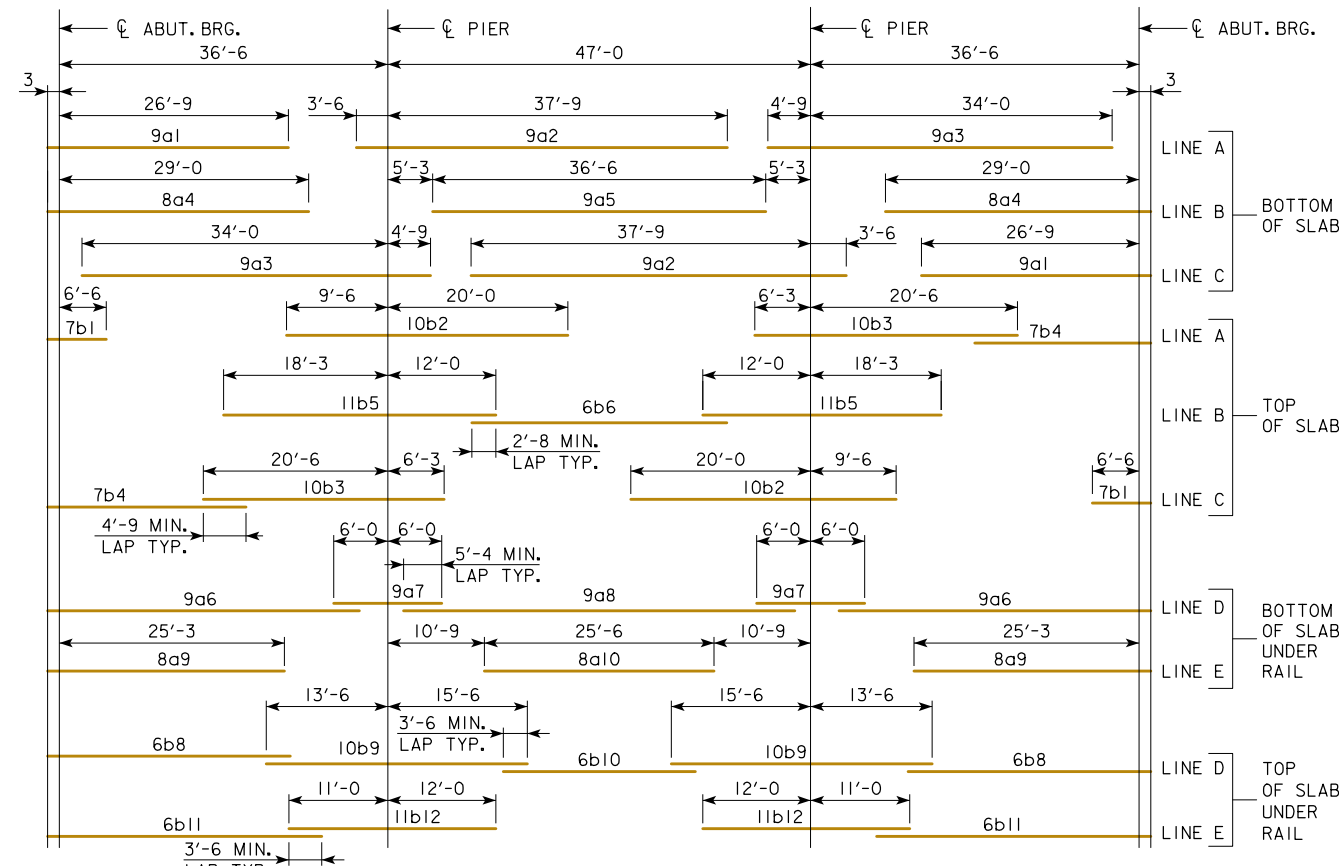 ℄ ABUT. BRG. ℄ PIER ℄ PIER ℄ ABUT. BRG.
36'-6 47'-0 36'-6
3 3
26'-9 3'-6 37'-9 4'-9 34'-0
9a1 9a2 9a3 LINE A
29'-0 5'-3 36'-6 5'-3 29'-0
8a4 9a5 8a4 LINE B BOTTOM
OF SLAB
34'-0 4'-9 37'-9 3'-6 26'-9
9a3 9a2 9a1 LINE C
6'-6 9'-6 20'-0 6'-3 20'-6
7b1 10b2 10b3 7b4 LINE A
18'-3 12'-0 12'-0 18'-3
11b5 6b6 11b5 LINE B TOP
OF SLAB
2'-8 MIN.
LAP TYP.
20'-6 6'-3 20'-0 9'-6 6'-6
7b4 10b3 10b2 7b1 LINE C
4'-9 MIN.
LAP TYP.
6'-0 6'-0 6'-0 6'-0
5'-4 MIN.
LAP TYP.
9a6 9a7 9a8 9a7 9a6 LINE D BOTTOM
OF SLAB
UNDER
RAIL
25'-3 10'-9 25'-6 10'-9 25'-3
8a9 8a10 8a9 LINE E
13'-6 15'-6 15'-6 13'-6
3'-6 MIN.
LAP TYP.
6b8 10b9 6b10 10b9 6b8 LINE D TOP
OF SLAB
UNDER
RAIL
11'-0 12'-0 12'-0 11'-0
6b11 11b12 11b12 6b11 LINE E
3'-6 MIN.
LAP TYP.